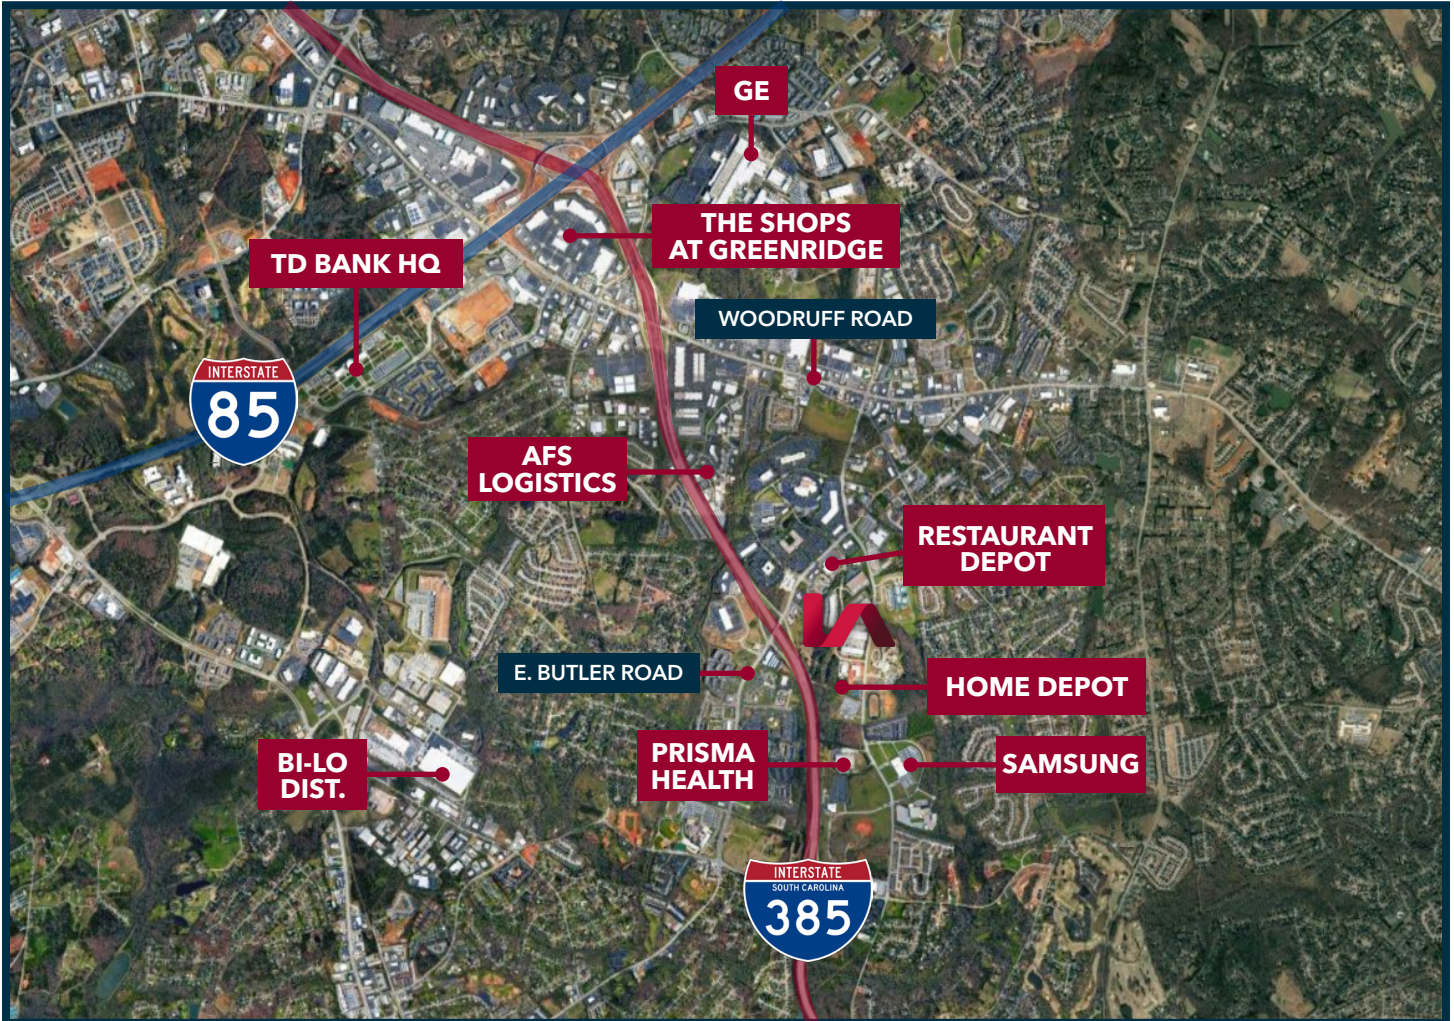 GE
THE SHOPS
AT GREENRIDGE
TD BANK HQ
WOODRUFF ROAD
INTERSTATE
85
AFS
LOGISTICS
RESTAURANT
DEPOT
E. BUTLER ROAD
HOME DEPOT
PRISMA
HEALTH
SAMSUNG
BI-LO
DIST.
INTERSTATE
SOUTH CAROLINA
385